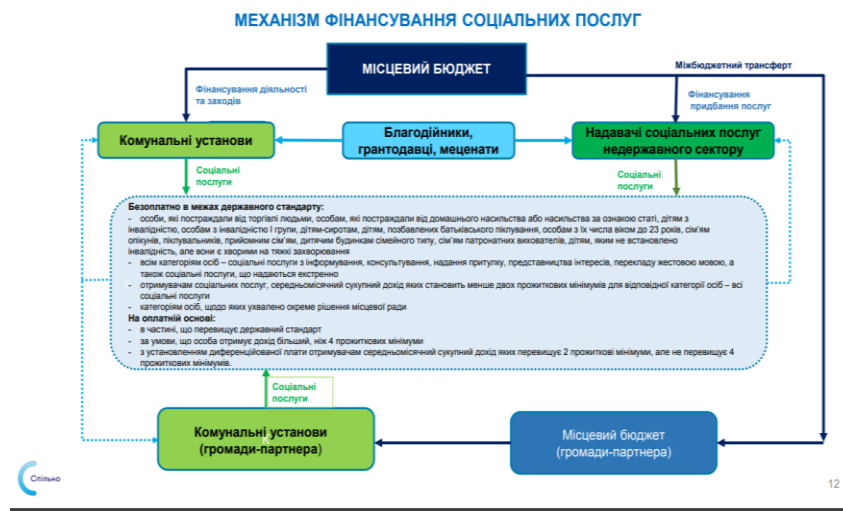 МЕХАНІЗМ ФІНАНСУВАННЯ СОЦІАЛЬНИХ ПОСЛУГ
МІСЦЕВИЙ БЮДЖЕТ
Міжбюджетний трансферт
Фінансування діяльності
та заходів
Фінансування
придбання послуг
Комунальні установи
Благодійники,
грантодавці, меценати
Надавачі соціальних послуг
недержавного сектору
Соціальні
послуги
Соціальні
послуги
Безоплатно в межах державного стандарту:
- особи, які постраждали від торгівлі людьми, особам, які постраждали від домашнього насильства або насильства за ознакою статі, дітям з
інвалідністю, особам з інвалідністю І групи, дітям-сиротам, дітям, позбавлених батьківського піклування, особам з їх числа віком до 23 років, сім'ям
опікунів, піклувальників, прийомним сім'ям, дитячим будинкам сімейного типу, сім'ям патронатних вихователів, дітям, яким не встановлено
інвалідність, але вони є хворими на тяжкі захворювання
- всім категоріям осіб – соціальні послуги з інформування, консультування, надання притулку, представництва інтересів, перекладу жестовою мовою, а
також соціальні послуги, що надаються екстренно
- отримувачам соціальних послуг, середньомісячний сукупний дохід яких становить менше двох прожиткових мінімумів для відповідної категорії осіб – всі
соціальні послуги
- категоріям осіб, щодо яких ухвалено окреме рішення місцевої ради
На оплатній основі:
- в частині, що перевищує державний стандарт
- за умови, що особа отримує дохід більший, ніж 4 прожиткових мінімуми
- з установленням диференційованої плати отримувачам середньомісячний сукупний дохід яких перевищує 2 прожиткові мінімуми, але не перевищує 4
прожиткових мінімумів.
Соціальні
послуги
Комунальні установи
(громади-партнера)
Місцевий бюджет
(громади-партнера)
Спільно
12